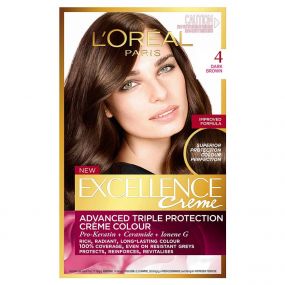 CAUTION
L'ORÉAL
PARIS
4
DARK
BROWN
IMPROVED
FORMULA
SUPERIOR
PROTECTION
COLOUR
PERFECTION
NEW
EXCELLENCE
Crème
ADVANCED TRIPLE PROTECTION
CRÈME COLOUR
Pro-Keratin + Ceramide + Ionene G
RICH, RADIANT, LONG-LASTING COLOUR
100% COVERAGE, EVEN ON RESISTANT GREYS
PROTECTS, REINFORCES, REVITALISES